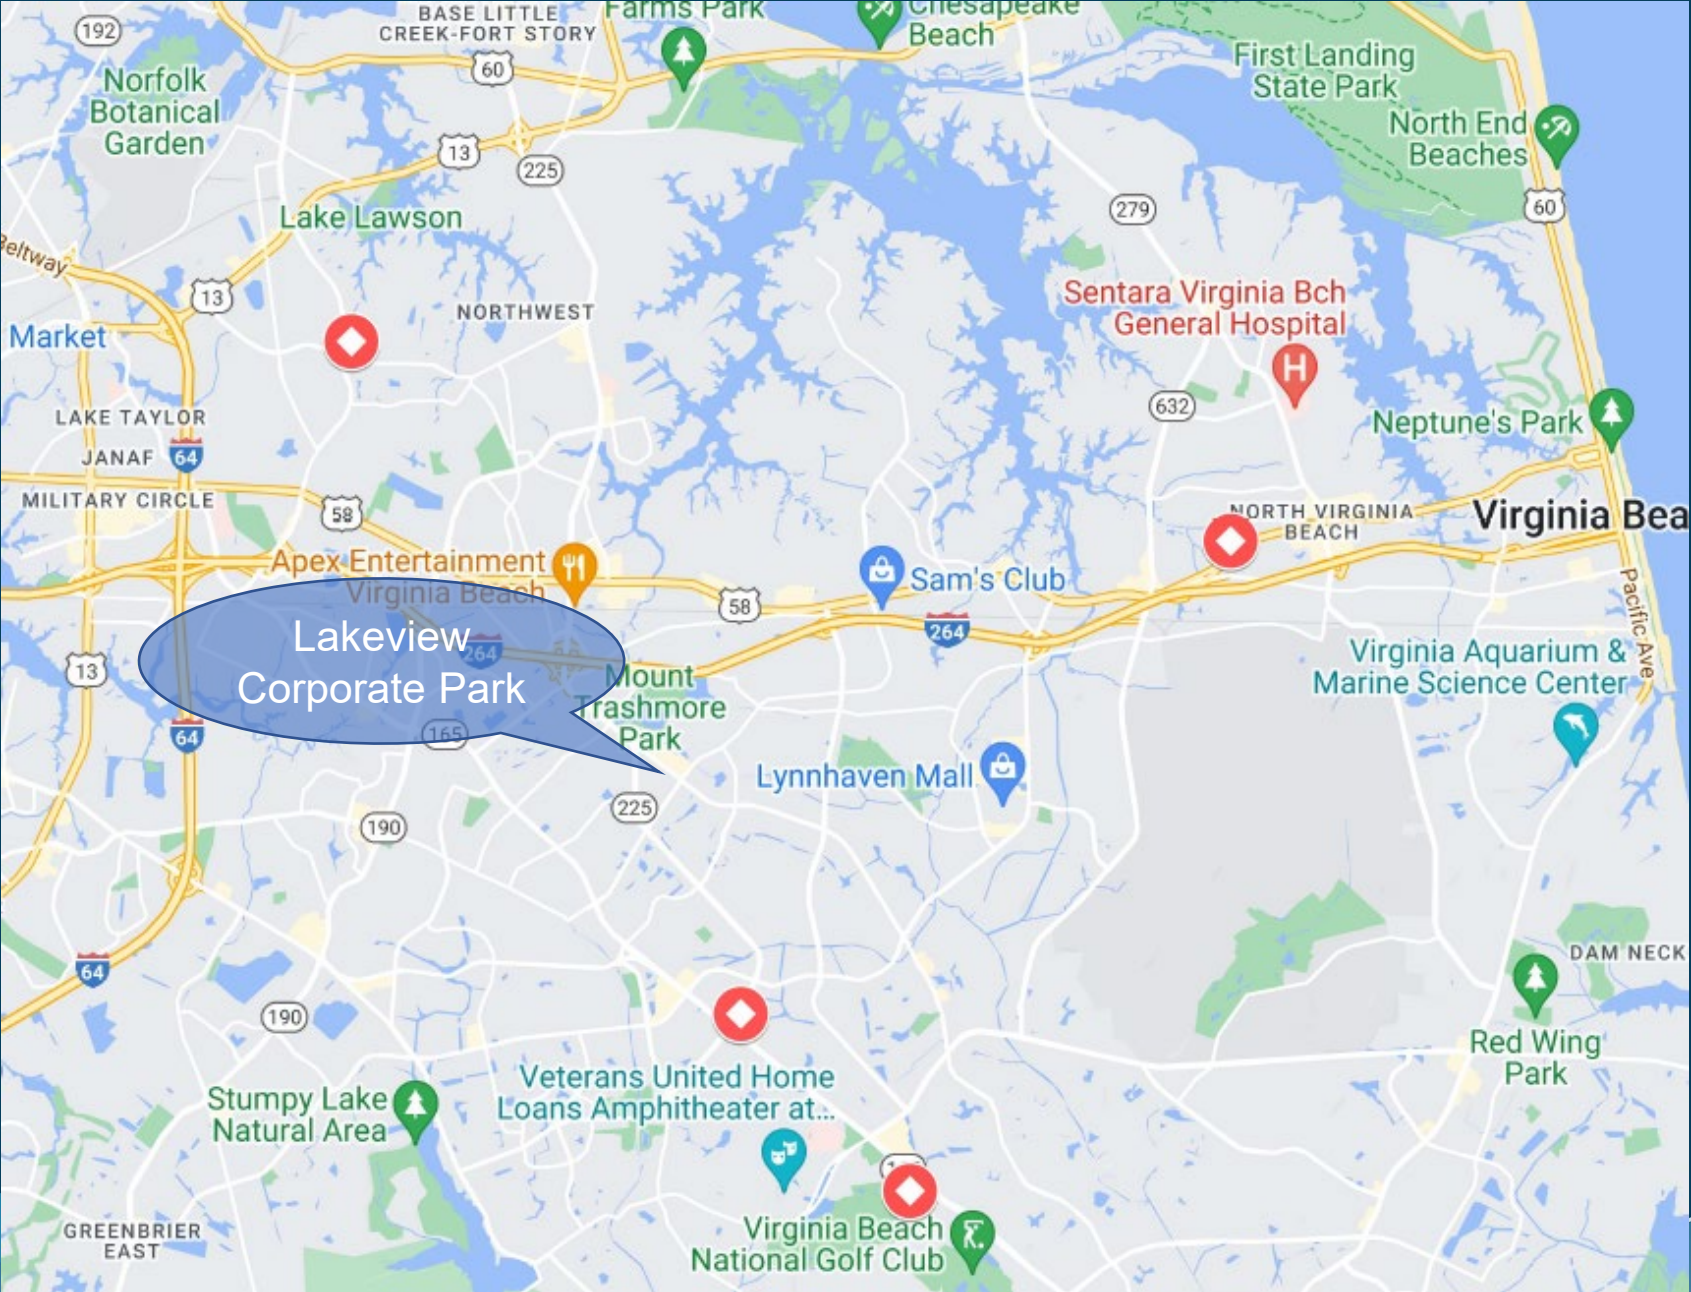 192
BASE LITTLE
CREEK-FORT STORY
Farms Park
Chesapeake
Beach
60
First Landing
State Park
Norfolk
Botanical
Garden
North End
Beaches
13
225
60
279
Lake Lawson
Beltway
13
Sentara Virginia Bch
General Hospital
H
NORTHWEST
Market
LAKE TAYLOR
632
Neptune's Park
JANAF
64
MILITARY CIRCLE
58
NORTH VIRGINIA
BEACH
Virginia Bea
Apex Entertainment
Virginia Beach
Sam's Club
58
264
Pacific Ave
Lakeview
Corporate Park
264
13
Mount
Trashmore
Park
Virginia Aquarium &
Marine Science Center
64
165
Lynnhaven Mall
225
190
64
DAM NECK
190
Red Wing
Park
Veterans United Home
Loans Amphitheater at...
Stumpy Lake
Natural Area
GREENBRIER
EAST
Virginia Beach
National Golf Club